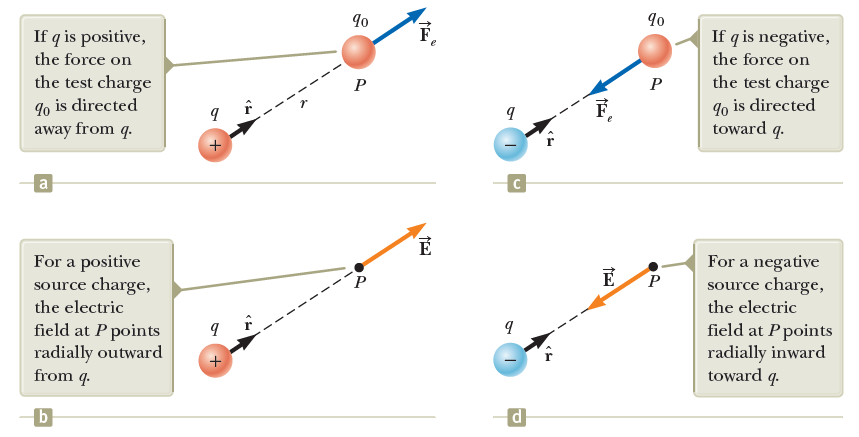 If q is positive,
the force on
the test charge
q₀ is directed
away from q.
q₀
F⃗ₑ
P
r
q
r̂
+
a
If q is negative,
the force on
the test charge
q₀ is directed
toward q.
q₀
P
F⃗ₑ
q
r̂
−
c
For a positive
source charge,
the electric
field at P points
radially outward
from q.
E⃗
P
q
r̂
+
b
For a negative
source charge,
the electric
field at P points
radially inward
toward q.
E⃗
P
q
r̂
−
d